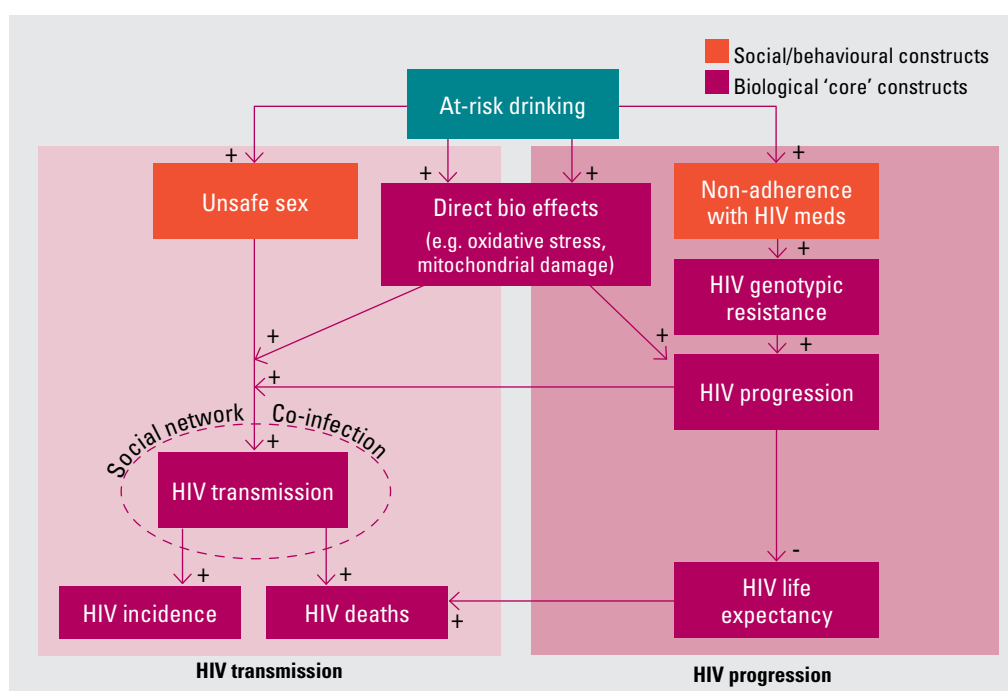 Social/behavioural constructs
Biological ‘core’ constructs
At-risk drinking
+
+
+
+
Unsafe sex
Direct bio effects
(e.g. oxidative stress,
mitochondrial damage)
Non-adherence
with HIV meds
+
HIV genotypic
resistance
+
+
+
+
HIV progression
Social network
Co-infection
+
HIV transmission
-
+
+
HIV incidence
HIV deaths
+
HIV life
expectancy
HIV transmission
HIV progression